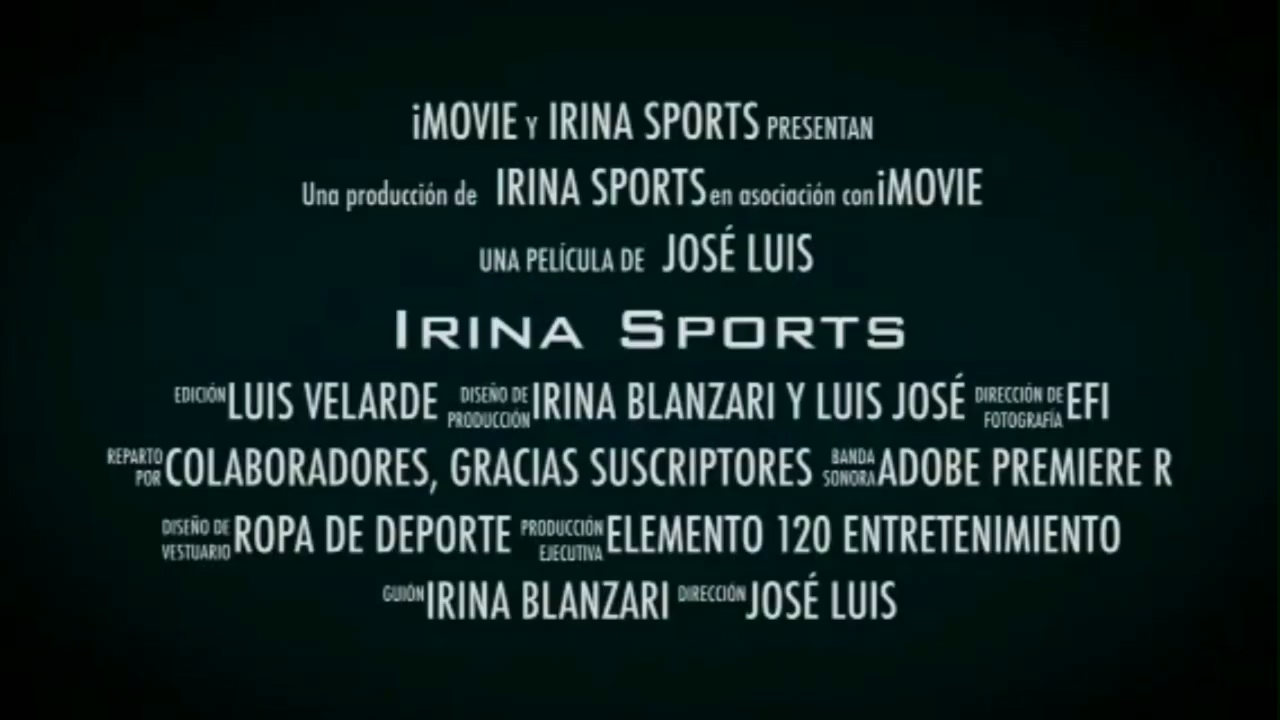 iMOVIE Y IRINA SPORTS PRESENTAN
Una producción de IRINA SPORTS en asociación con iMOVIE
UNA PELÍCULA DE JOSÉ LUIS
IRINA SPORTS
EDICIÓN LUIS VELARDE DISEÑO DE PRODUCCIÓN IRINA BLANZARI Y LUIS JOSÉ DIRECCIÓN DE FOTOGRAFÍA EFI
REPARTO POR COLABORADORES, GRACIAS SUSCRIPTORES BANDA SONORA ADOBE PREMIERE R
DISEÑO DE VESTUARIO ROPA DE DEPORTE PRODUCCIÓN EJECUTIVA ELEMENTO 120 ENTRETENIMIENTO
GUIÓN IRINA BLANZARI DIRECCIÓN JOSÉ LUIS